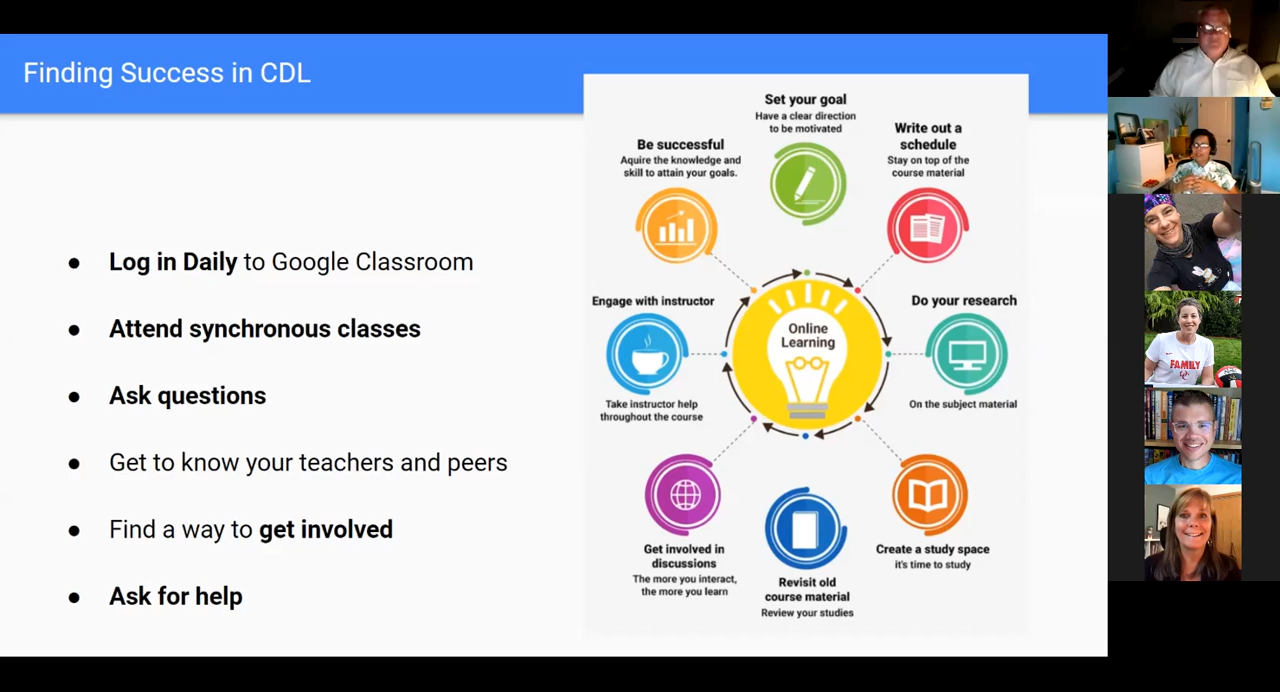 Finding Success in CDL
● Log in Daily to Google Classroom
● Attend synchronous classes
● Ask questions
● Get to know your teachers and peers
● Find a way to get involved
● Ask for help
Set your goal
Have a clear direction
to be motivated
Write out a
schedule
Stay on top of the
course material
Do your research
On the subject material
Create a study space
it's time to study
Revisit old
course material
Review your studies
Get involved in
discussions
The more you interact,
the more you learn
Engage with instructor
Take instructor help
throughout the course
Be successful
Aquire the knowledge and
skill to attain your goals.
Online
Learning
FAMILY